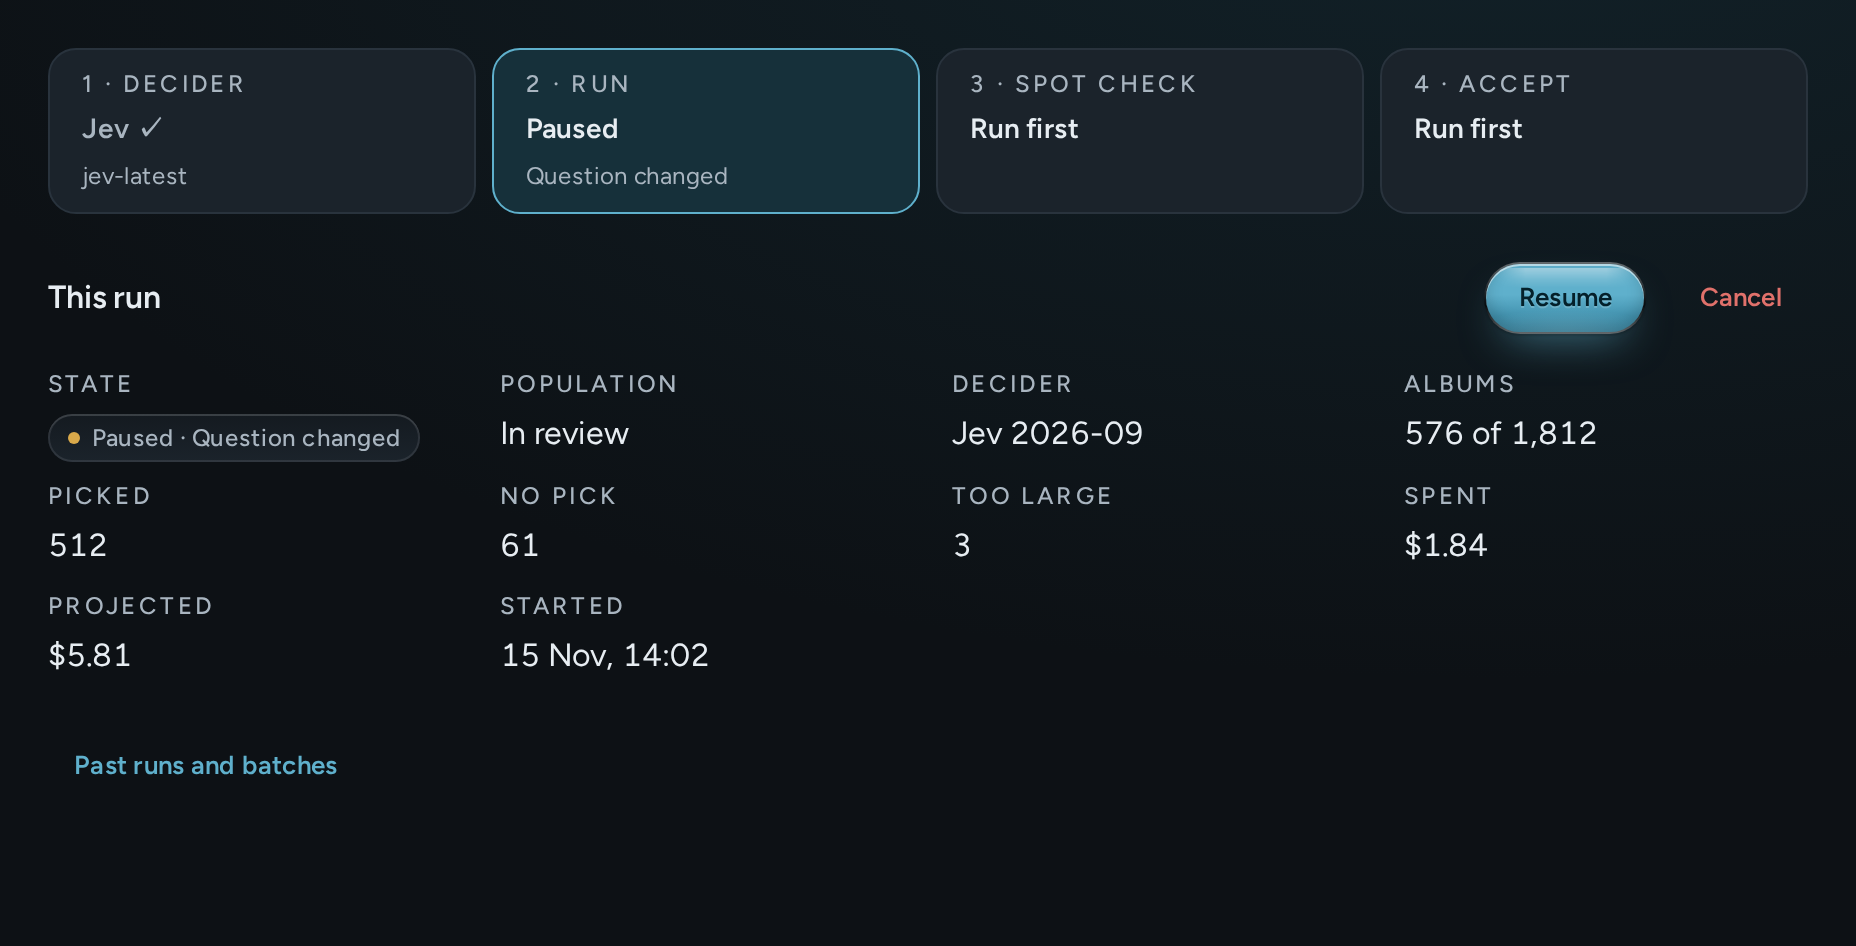 1 · DECIDER
Jev ✓
jev-latest
2 · RUN
Paused
Question changed
3 · SPOT CHECK
Run first
4 · ACCEPT
Run first
This run
Resume
Cancel
STATE
Paused · Question changed
POPULATION
In review
DECIDER
Jev 2026-09
ALBUMS
576 of 1,812
PICKED
512
NO PICK
61
TOO LARGE
3
SPENT
$1.84
PROJECTED
$5.81
STARTED
15 Nov, 14:02
Past runs and batches